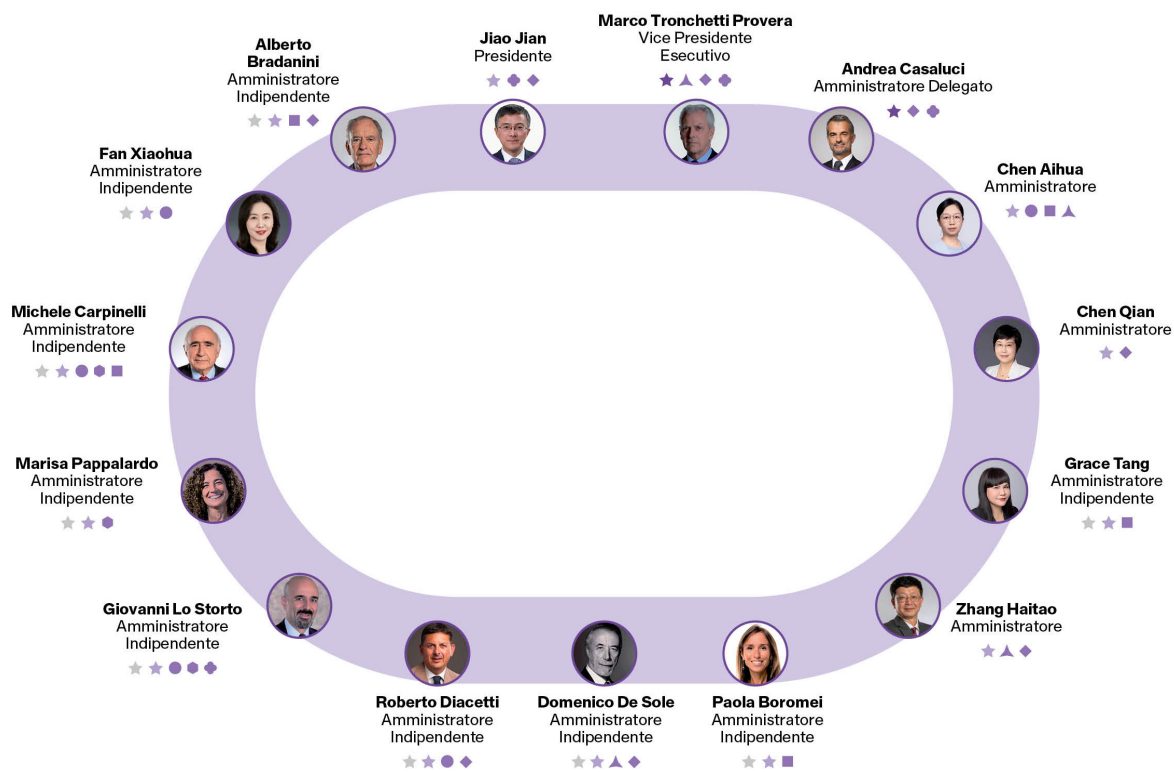 Marco Tronchetti Provera
Vice Presidente
Esecutivo
Jiao Jian
Presidente
Alberto
Bradanini
Amministratore
Indipendente
Andrea Casaluci
Amministratore Delegato
Fan Xiaohua
Amministratore
Indipendente
Chen Aihua
Amministratore
Michele Carpinelli
Amministratore
Indipendente
Chen Qian
Amministratore
Marisa Pappalardo
Amministratore
Indipendente
Grace Tang
Amministratore
Indipendente
Giovanni Lo Storto
Amministratore
Indipendente
Zhang Haitao
Amministratore
Roberto Diacetti
Amministratore
Indipendente
Domenico De Sole
Amministratore
Indipendente
Paola Boromei
Amministratore
Indipendente